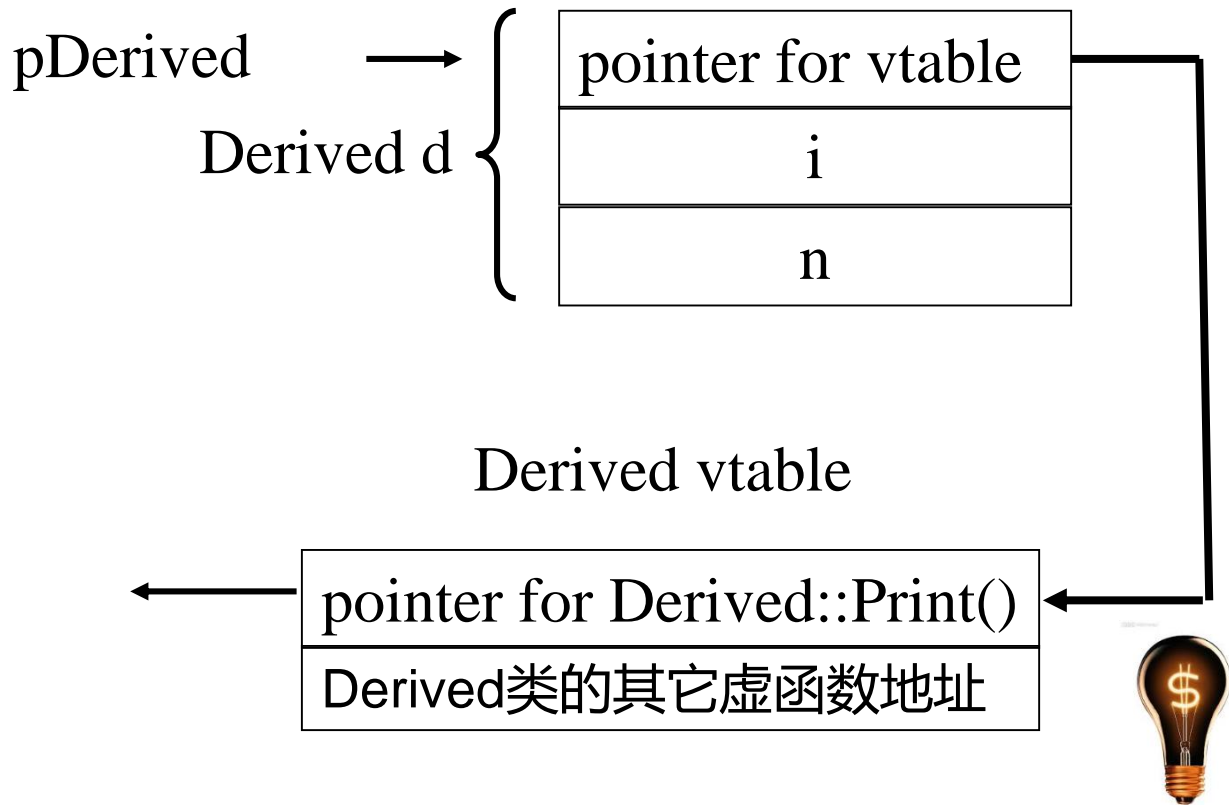 pDerived
pointer for vtable
Derived d
i
n
Derived vtable
pointer for Derived::Print()
Derived类的其它虚函数地址
$